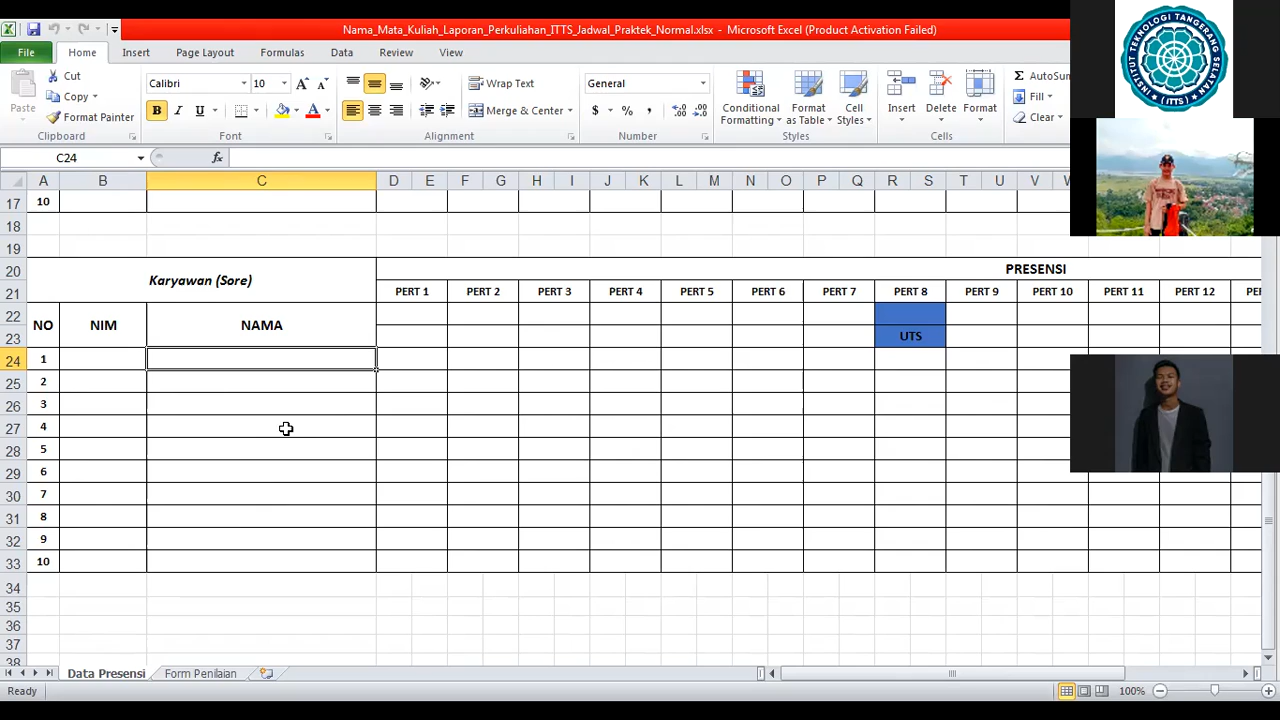 Nama_Mata_Kuliah_Laporan_Perkuliahan_ITTS_Jadwal_Praktek_Normal.xlsx - Microsoft Excel (Product Activation Failed)
File Home Insert Page Layout Formulas Data Review View
Paste Cut Copy Format Painter Clipboard
Calibri 10 B I U Font
Wrap Text Merge & Center Alignment
General $ % , Number
Conditional Formatting Format as Table Cell Styles Styles
Insert Delete Format Cells
Σ AutoSum
Fill
Clear
INSTITUT TEKNOLOGI TANGERANG SELATAN (ITTS)
C24 fx
A B C D E F G H I J K L M N O P Q R S T U V W
17 10
18
19
20 Karyawan (Sore) PRESENSI
21 PERT 1 PERT 2 PERT 3 PERT 4 PERT 5 PERT 6 PERT 7 PERT 8 PERT 9 PERT 10 PERT 11 PERT 12
22 NO NIM NAMA
23 UTS
24 1
25 2
26 3
27 4
28 5
29 6
30 7
31 8
32 9
33 10
34
35
36
37
38
Data Presensi Form Penilaian
Ready 100%